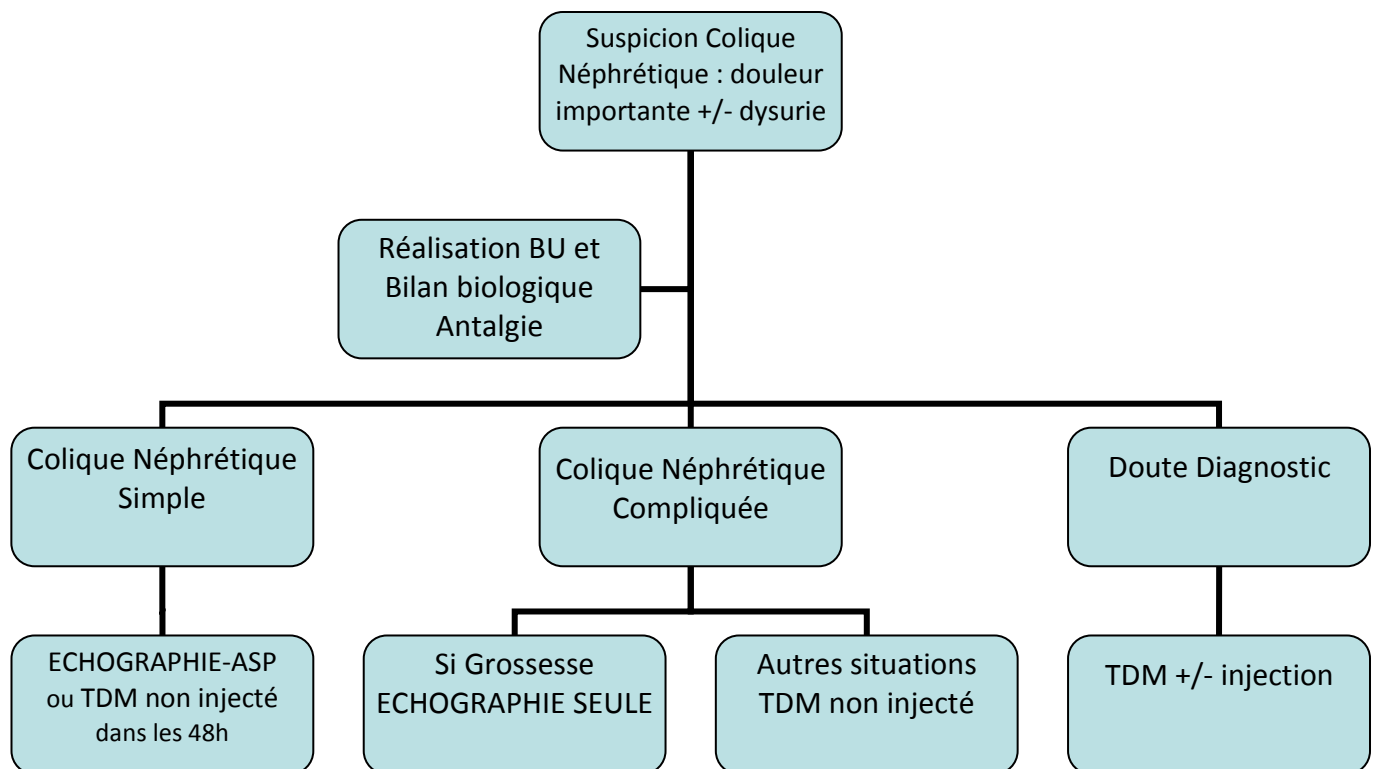 Suspicion Colique
Néphrétique : douleur
importante +/- dysurie
Réalisation BU et
Bilan biologique
Antalgie
Colique Néphrétique
Simple
Colique Néphrétique
Compliquée
Doute Diagnostic
ECHOGRAPHIE-ASP
ou TDM non injecté
dans les 48h
Si Grossesse
ECHOGRAPHIE SEULE
Autres situations
TDM non injecté
TDM +/- injection